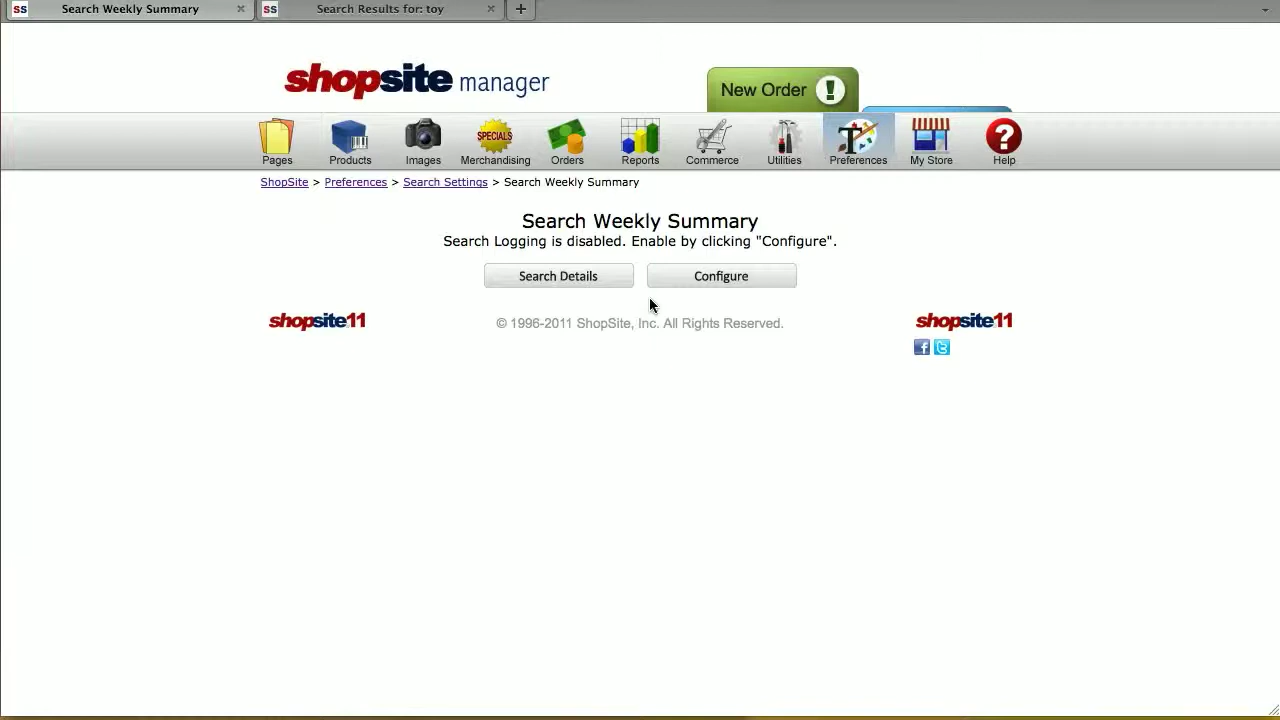 SS Search Weekly Summary × SS Search Results for: toy × +
shopsite manager
New Order !
SPECIALS
Pages Products Images Merchandising Orders Reports Commerce Utilities Preferences My Store Help
ShopSite > Preferences > Search Settings > Search Weekly Summary
Search Weekly Summary
Search Logging is disabled. Enable by clicking "Configure".
Search Details Configure
shopsite11 © 1996-2011 ShopSite, Inc. All Rights Reserved. shopsite11